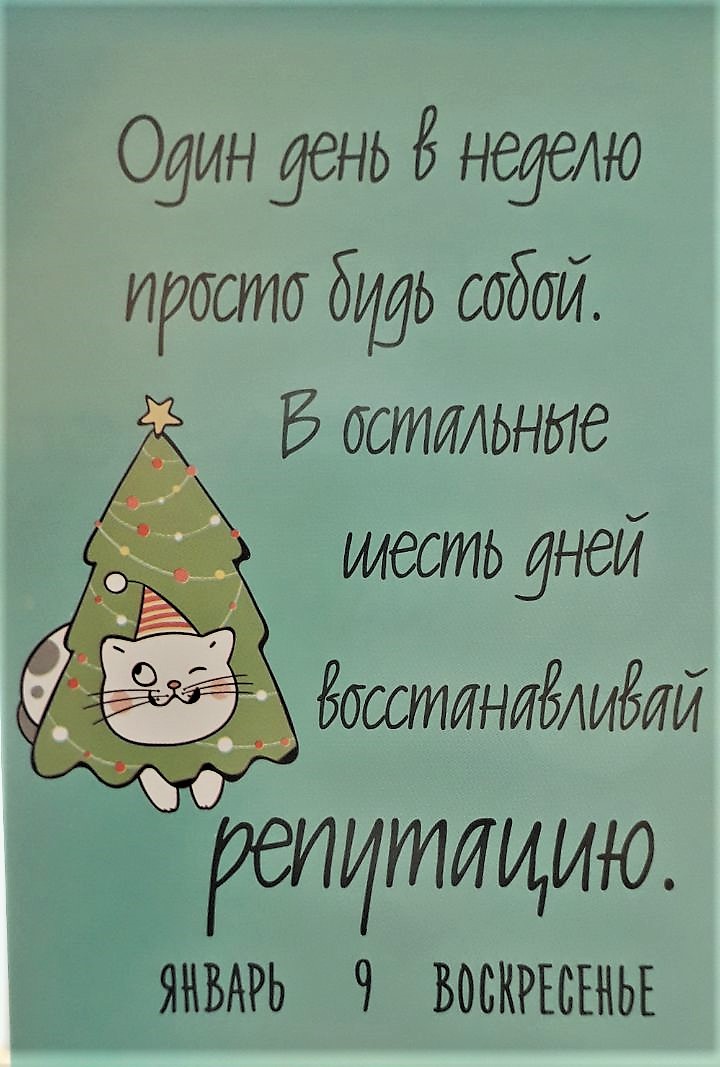 Один день в неделю
просто будь собой.
В остальные
шесть дней
восстанавливай
репутацию.
ЯНВАРЬ 9 ВОСКРЕСЕНЬЕ